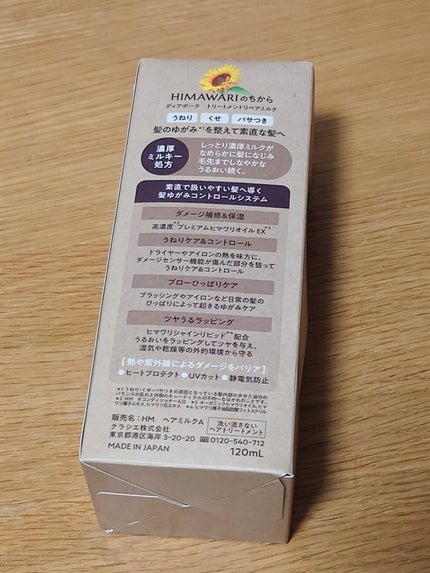 HIMAWARIのちから
ディアボーテ トリートメントリペアミルク
うねり くせ パサつき
髪のゆがみ*¹を整えて素直な髪へ
濃厚
ミルキー
処方
しっとり濃厚ミルクが
なめらかに髪になじみ
毛先までしなやかな
うるおい続く。
素直で扱いやすい髪へ導く
髪ゆがみコントロールシステム
ダメージ補修&保湿
高濃度*²プレミアムヒマワリオイルEX*³
うねりケア&コントロール
ドライヤーやアイロンの熱を味方に、
ダメージセンサー機能が傷んだ部分を狙って
うねりケア&コントロール
ブローひっぱりケア
ブラッシングやアイロンなど日常の髪の
ひっぱりによって起きるゆがみケア
ツヤうるラッピング
ヒマワリシャインリピッド*⁴配合
うるおいをラッピングしてツヤを与え、
湿気や乾燥等の外的環境から守る
[熱や紫外線によるダメージをバリア]
●ヒートプロテクト ●UVカット ●静電気防止
販売名:HM ヘアミルクA
クラシエ株式会社
東京都港区海岸3-20-20
洗い流さない
ヘアトリートメント
0120-540-712
MADE IN JAPAN
120mL